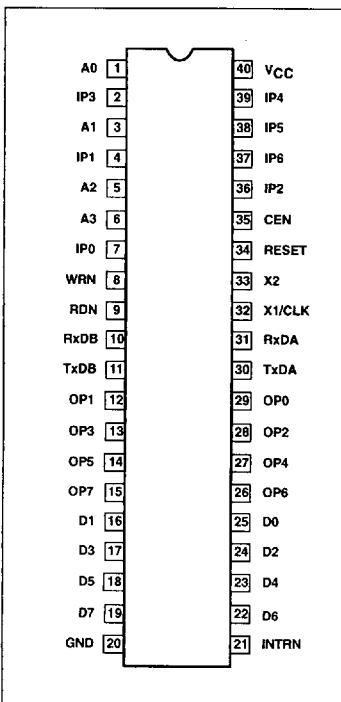 A0 1 40 VCC
IP3 2 39 IP4
A1 3 38 IP5
IP1 4 37 IP6
A2 5 36 IP2
A3 6 35 CEN
IP0 7 34 RESET
WRN 8 33 X2
RDN 9 32 X1/CLK
RxDB 10 31 RxDA
TxDB 11 30 TxDA
OP1 12 29 OP0
OP3 13 28 OP2
OP5 14 27 OP4
OP7 15 26 OP6
D1 16 25 D0
D3 17 24 D2
D5 18 23 D4
D7 19 22 D6
GND 20 21 INTRN